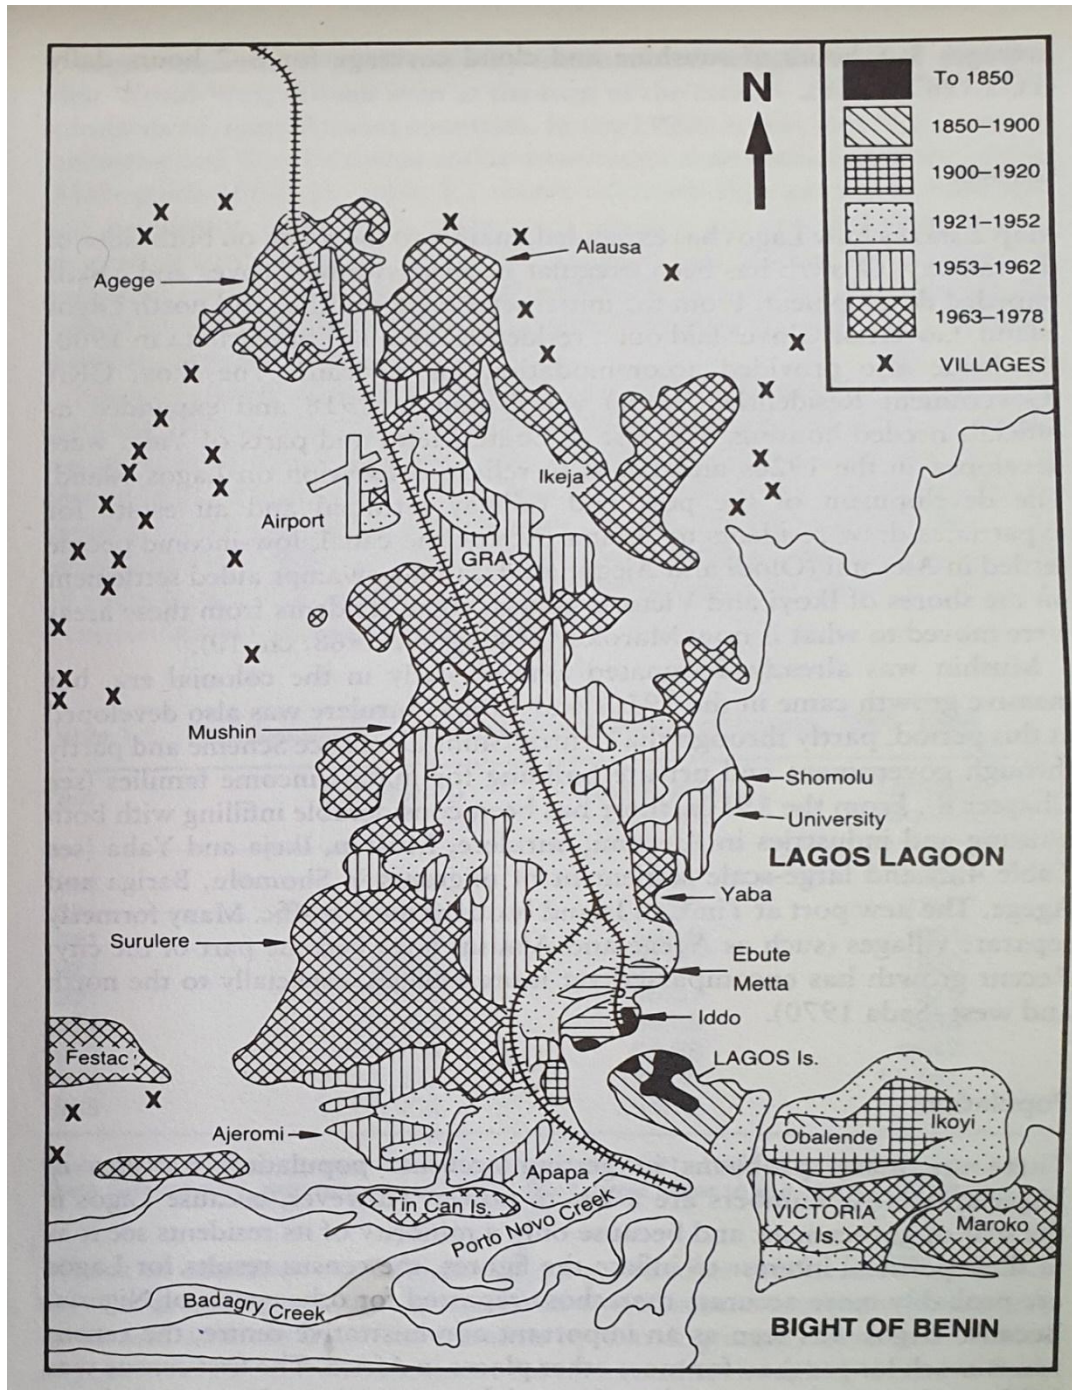 N
To 1850
1850–1900
1900–1920
1921–1952
1953–1962
1963–1978
X VILLAGES
Alausa
Agege
Ikeja
Airport
GRA
Mushin
Shomolu
University
LAGOS LAGOON
Yaba
Surulere
Ebute
Metta
Iddo
Festac
LAGOS Is.
Ikoyi
Obalende
Ajeromi
Apapa
Tin Can Is.
VICTORIA
Is.
Maroko
Porto Novo Creek
Badagry Creek
BIGHT OF BENIN